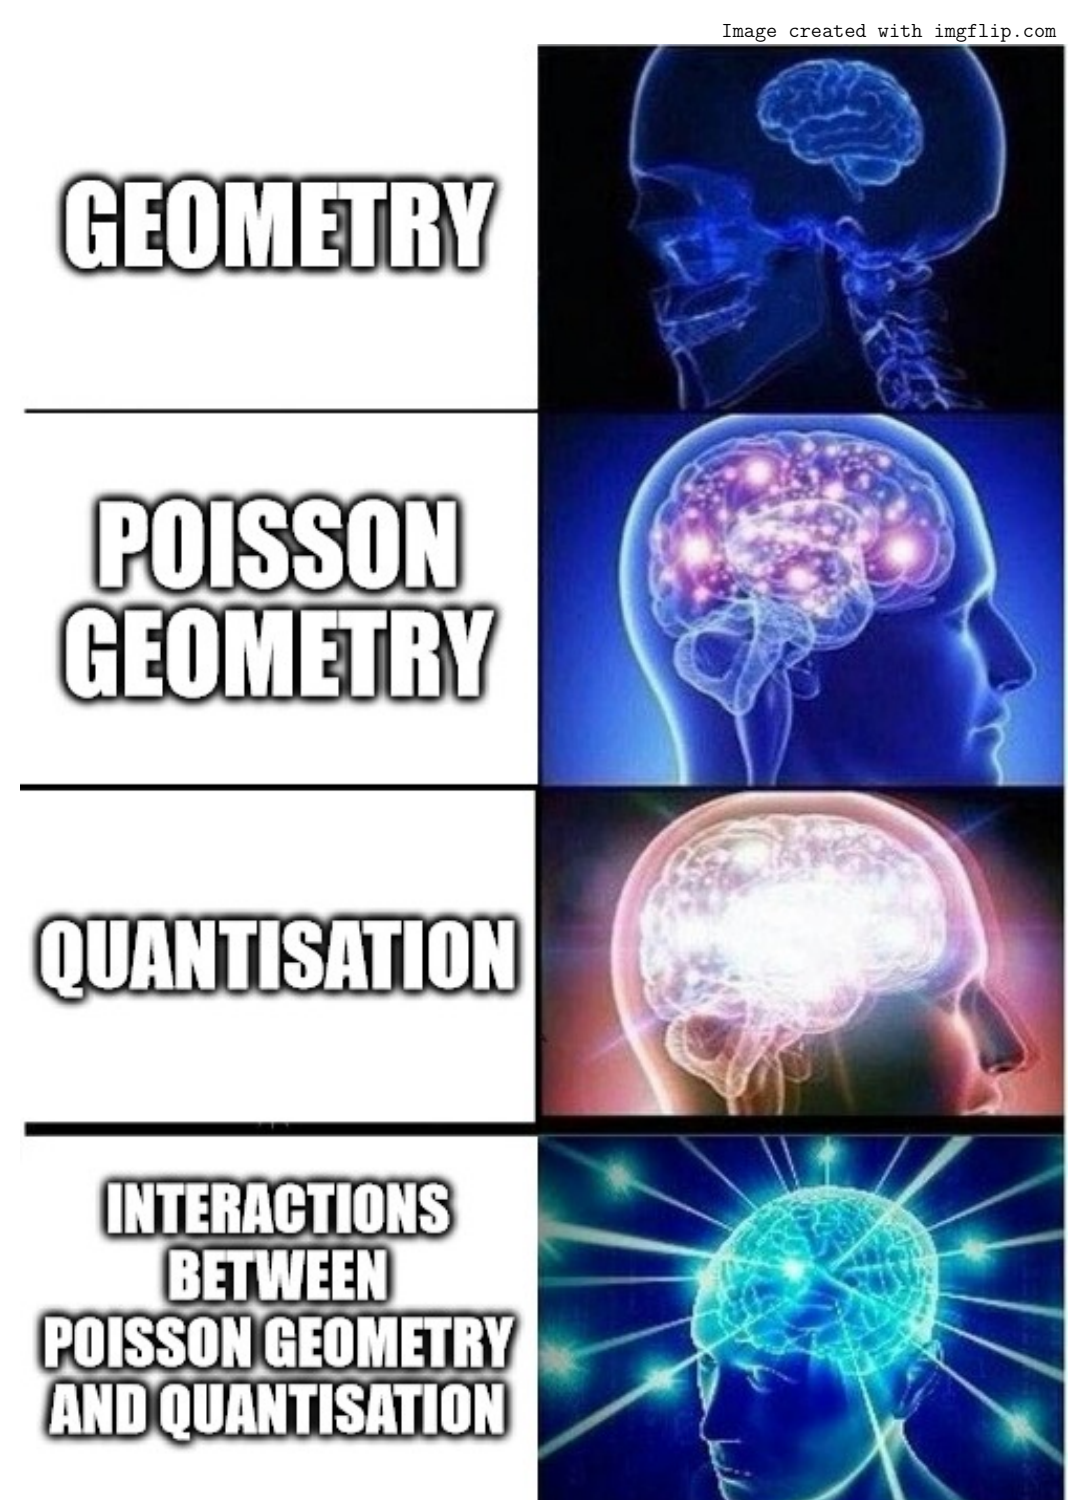 Image created with imgflip.com
GEOMETRY
POISSON
GEOMETRY
QUANTISATION
INTERACTIONS
BETWEEN
POISSON GEOMETRY
AND QUANTISATION